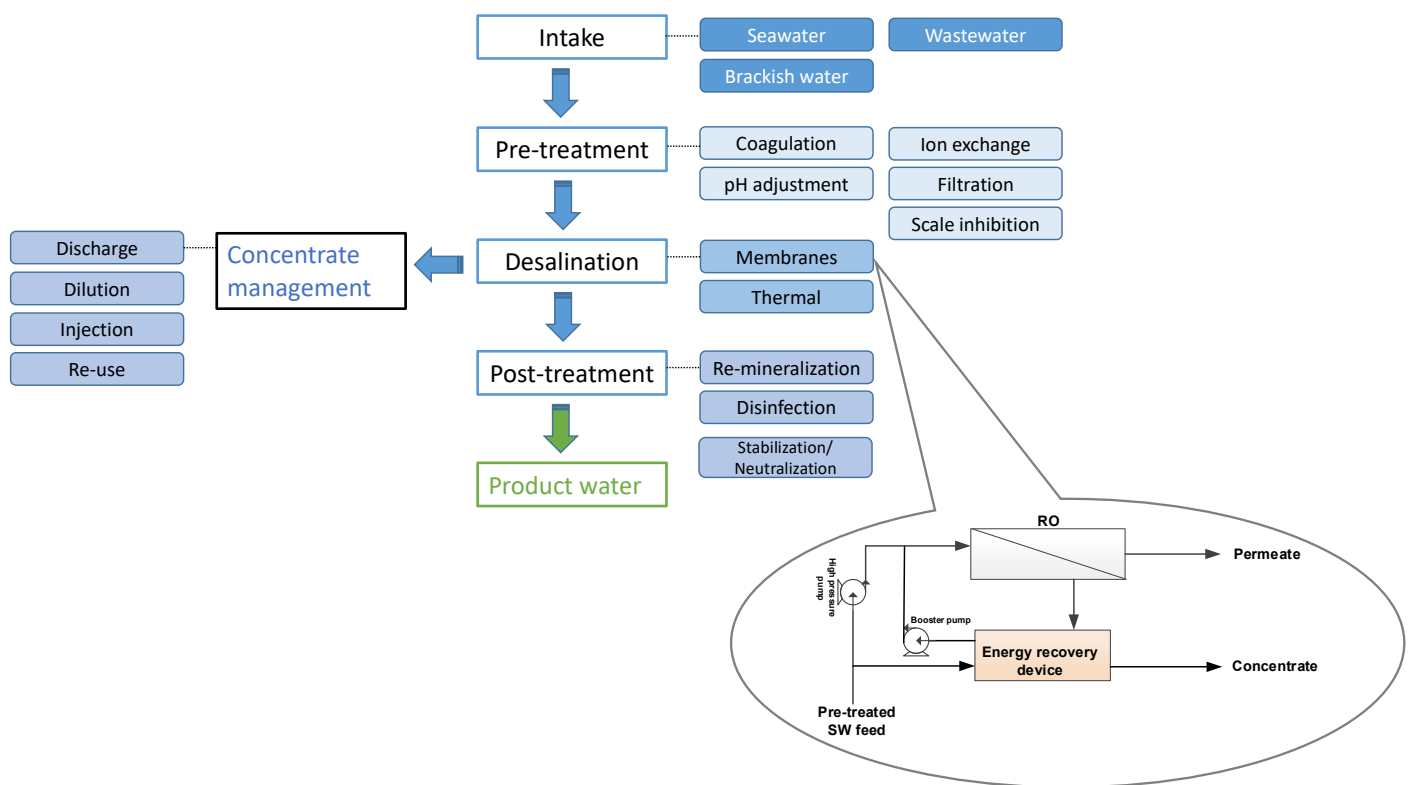 Intake
Seawater
Wastewater
Brackish water
Pre-treatment
Coagulation
Ion exchange
pH adjustment
Filtration
Scale inhibition
Discharge
Dilution
Injection
Re-use
Concentrate
management
Desalination
Membranes
Thermal
Post-treatment
Re-mineralization
Disinfection
Stabilization/
Neutralization
Product water
RO
Permeate
High pressure
pump
Booster pump
Energy recovery
device
Concentrate
Pre-treated
SW feed